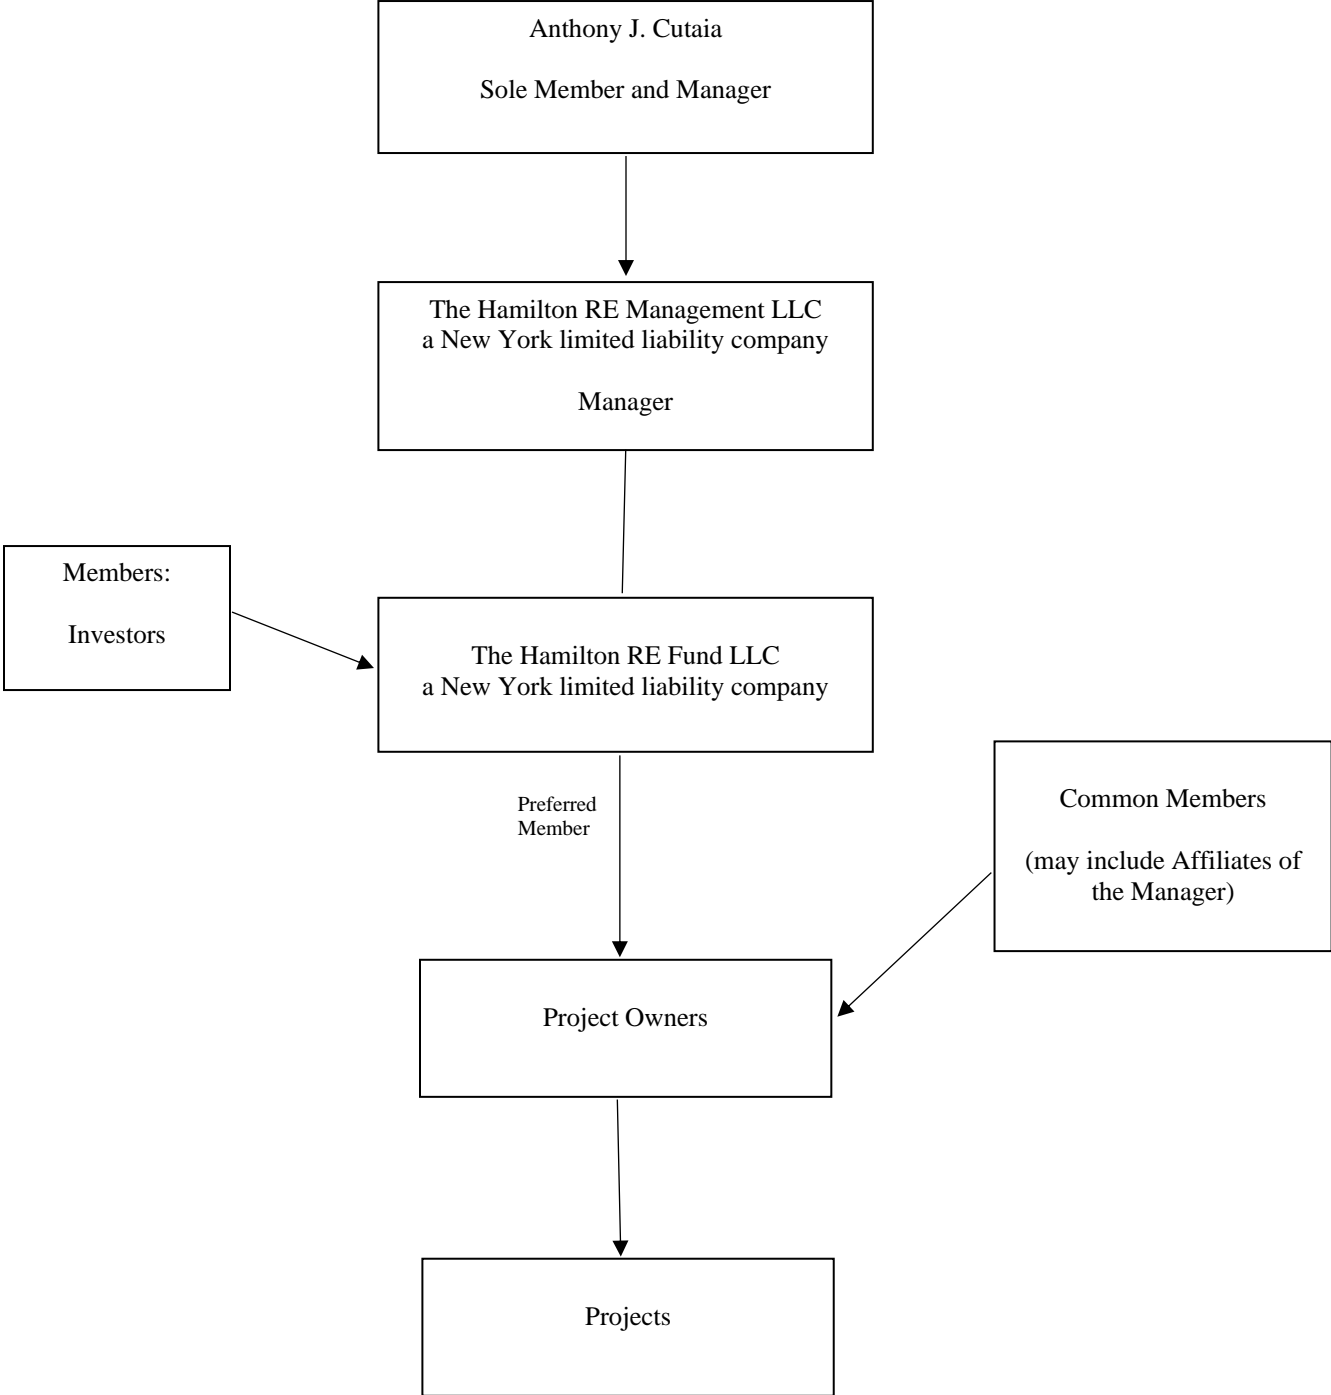 Anthony J. Cutaia
Sole Member and Manager
The Hamilton RE Management LLC
a New York limited liability company
Manager
Members:
Investors
The Hamilton RE Fund LLC
a New York limited liability company
Preferred
Member
Common Members
(may include Affiliates of
the Manager)
Project Owners
Projects